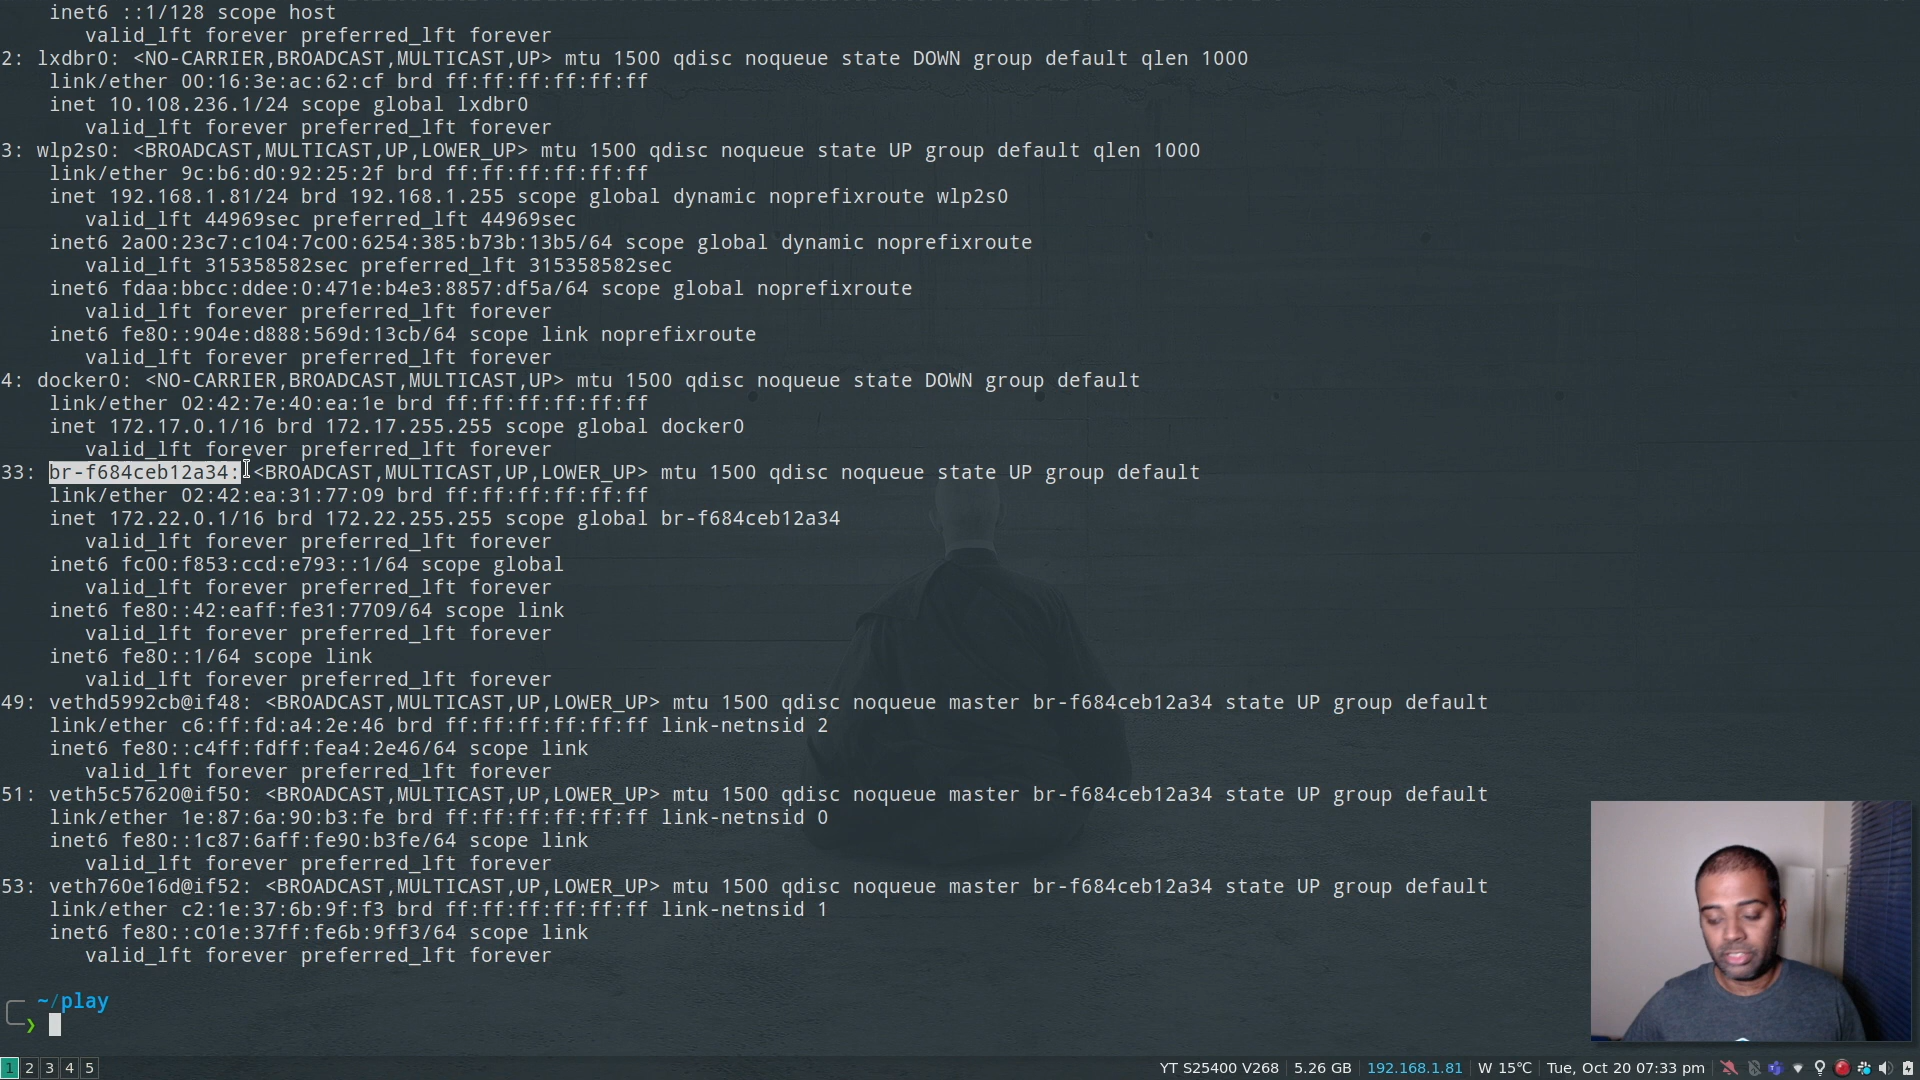 inet6 ::1/128 scope host
valid_lft forever preferred_lft forever
2: lxdbr0: <NO-CARRIER,BROADCAST,MULTICAST,UP> mtu 1500 qdisc noqueue state DOWN group default qlen 1000
link/ether 00:16:3e:ac:62:cf brd ff:ff:ff:ff:ff:ff
inet 10.108.236.1/24 scope global lxdbr0
valid_lft forever preferred_lft forever
3: wlp2s0: <BROADCAST,MULTICAST,UP,LOWER_UP> mtu 1500 qdisc noqueue state UP group default qlen 1000
link/ether 9c:b6:d0:92:25:2f brd ff:ff:ff:ff:ff:ff
inet 192.168.1.81/24 brd 192.168.1.255 scope global dynamic noprefixroute wlp2s0
valid_lft 44969sec preferred_lft 44969sec
inet6 2a00:23c7:c104:7c00:6254:385:b73b:13b5/64 scope global dynamic noprefixroute
valid_lft 315358582sec preferred_lft 315358582sec
inet6 fdaa:bbcc:ddee:0:471e:b4e3:8857:df5a/64 scope global noprefixroute
valid_lft forever preferred_lft forever
inet6 fe80::904e:d888:569d:13cb/64 scope link noprefixroute
valid_lft forever preferred_lft forever
4: docker0: <NO-CARRIER,BROADCAST,MULTICAST,UP> mtu 1500 qdisc noqueue state DOWN group default
link/ether 02:42:7e:40:ea:1e brd ff:ff:ff:ff:ff:ff
inet 172.17.0.1/16 brd 172.17.255.255 scope global docker0
valid_lft forever preferred_lft forever
33: br-f684ceb12a34: <BROADCAST,MULTICAST,UP,LOWER_UP> mtu 1500 qdisc noqueue state UP group default
link/ether 02:42:ea:31:77:09 brd ff:ff:ff:ff:ff:ff
inet 172.22.0.1/16 brd 172.22.255.255 scope global br-f684ceb12a34
valid_lft forever preferred_lft forever
inet6 fc00:f853:ccd:e793::1/64 scope global
valid_lft forever preferred_lft forever
inet6 fe80::42:eaff:fe31:7709/64 scope link
valid_lft forever preferred_lft forever
inet6 fe80::1/64 scope link
valid_lft forever preferred_lft forever
49: vethd5992cb@if48: <BROADCAST,MULTICAST,UP,LOWER_UP> mtu 1500 qdisc noqueue master br-f684ceb12a34 state UP group default
link/ether c6:ff:fd:a4:2e:46 brd ff:ff:ff:ff:ff:ff link-netnsid 2
inet6 fe80::c4ff:fdff:fea4:2e46/64 scope link
valid_lft forever preferred_lft forever
51: veth5c57620@if50: <BROADCAST,MULTICAST,UP,LOWER_UP> mtu 1500 qdisc noqueue master br-f684ceb12a34 state UP group default
link/ether 1e:87:6a:90:b3:fe brd ff:ff:ff:ff:ff:ff link-netnsid 0
inet6 fe80::1c87:6aff:fe90:b3fe/64 scope link
valid_lft forever preferred_lft forever
53: veth760e16d@if52: <BROADCAST,MULTICAST,UP,LOWER_UP> mtu 1500 qdisc noqueue master br-f684ceb12a34 state UP group default
link/ether c2:1e:37:6b:9f:f3 brd ff:ff:ff:ff:ff:ff link-netnsid 1
inet6 fe80::c01e:37ff:fe6b:9ff3/64 scope link
valid_lft forever preferred_lft forever
~/play
❯
1 2 3 4 5 YT S25400 V268 | 5.26 GB | 192.168.1.81 | W 15℃ | Tue, Oct 20 07:33 pm